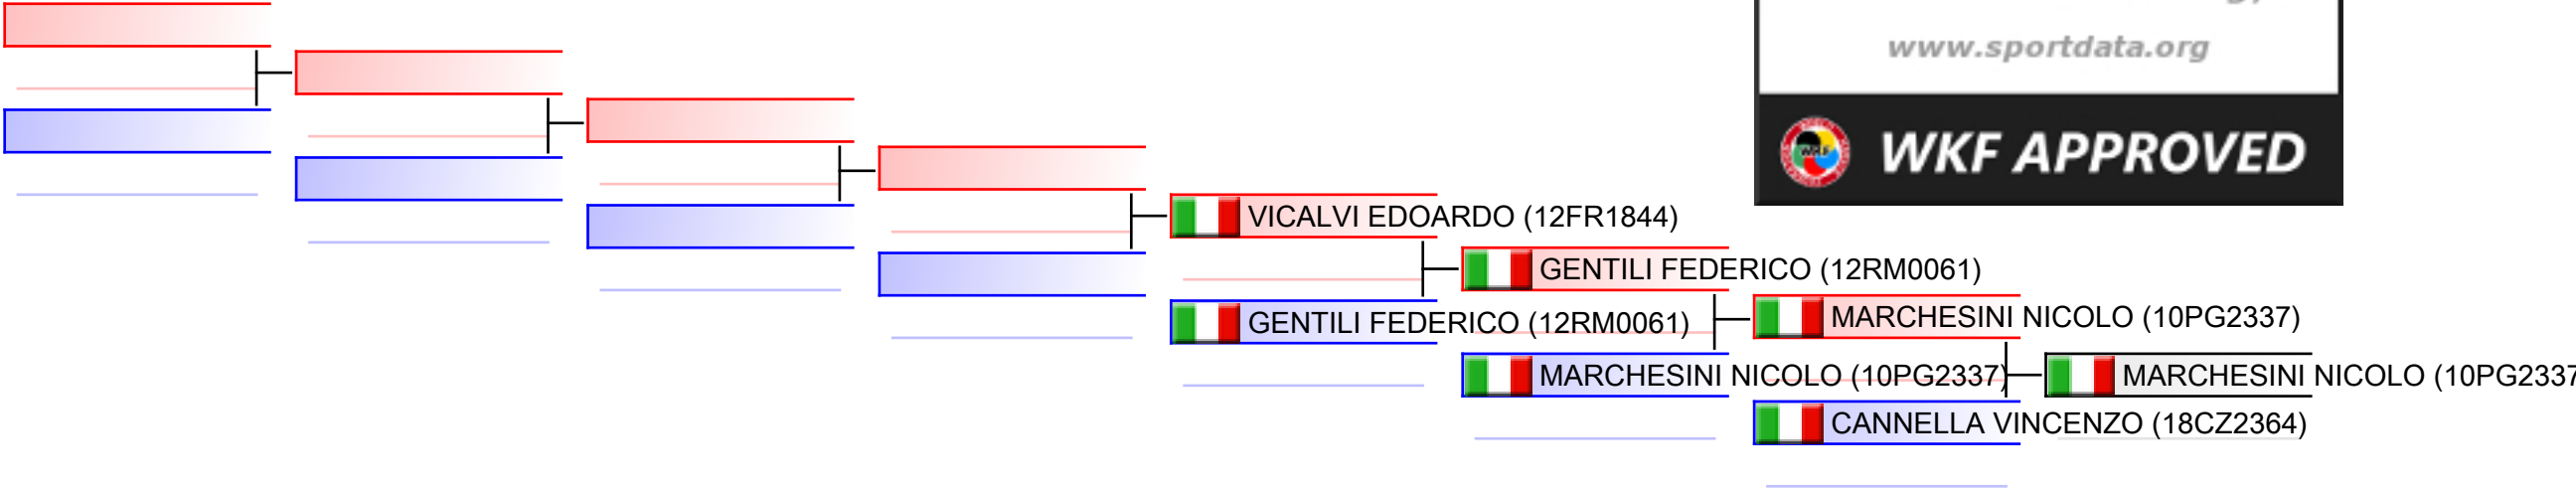 www.sportdata.org
WKF APPROVED
VICALVI EDOARDO (12FR1844)
GENTILI FEDERICO (12RM0061)
GENTILI FEDERICO (12RM0061)
MARCHESINI NICOLO (10PG2337)
MARCHESINI NICOLO (10PG2337)
MARCHESINI NICOLO (10PG2337
CANNELLA VINCENZO (18CZ2364)